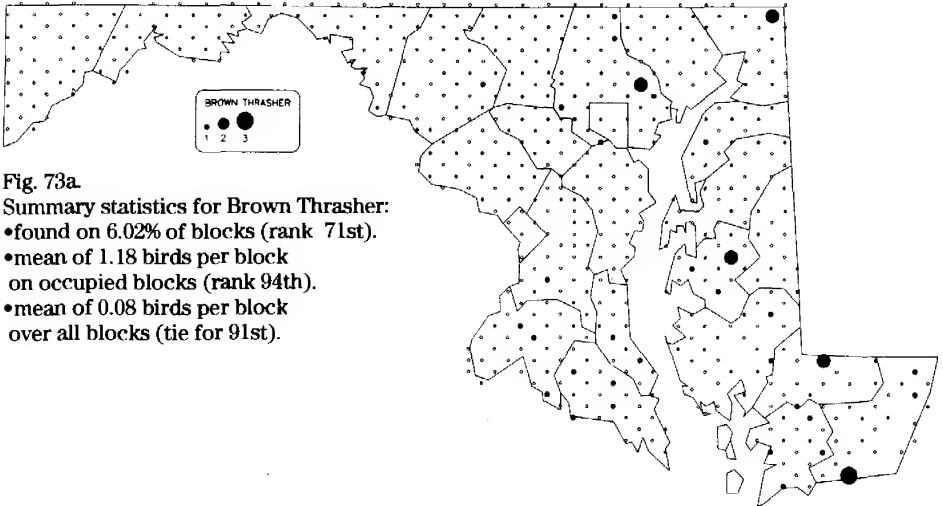 BROWN THRASHER
1 2 3
Fig. 73a.
Summary statistics for Brown Thrasher:
•found on 6.02% of blocks (rank 71st).
•mean of 1.18 birds per block
on occupied blocks (rank 94th).
•mean of 0.08 birds per block
over all blocks (tie for 91st).